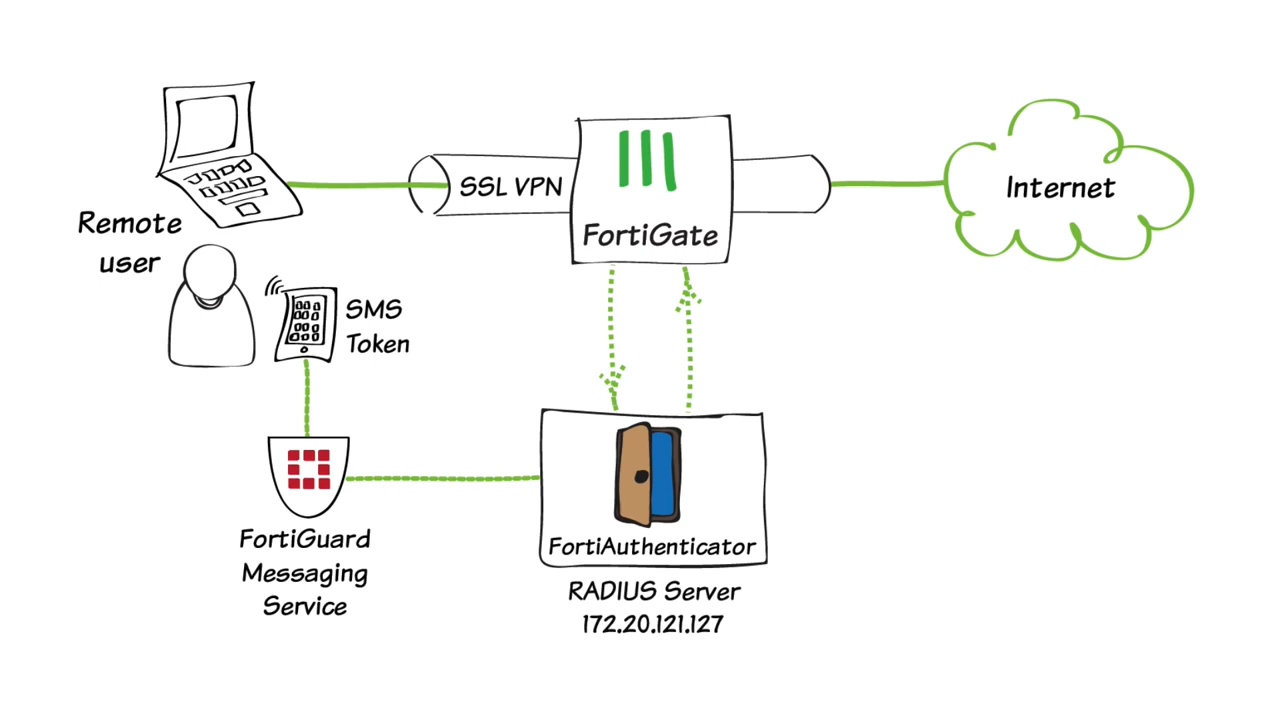 Remote
user
SSL VPN
FortiGate
Internet
SMS
Token
FortiGuard
Messaging
Service
FortiAuthenticator
RADIUS Server
172.20.121.127